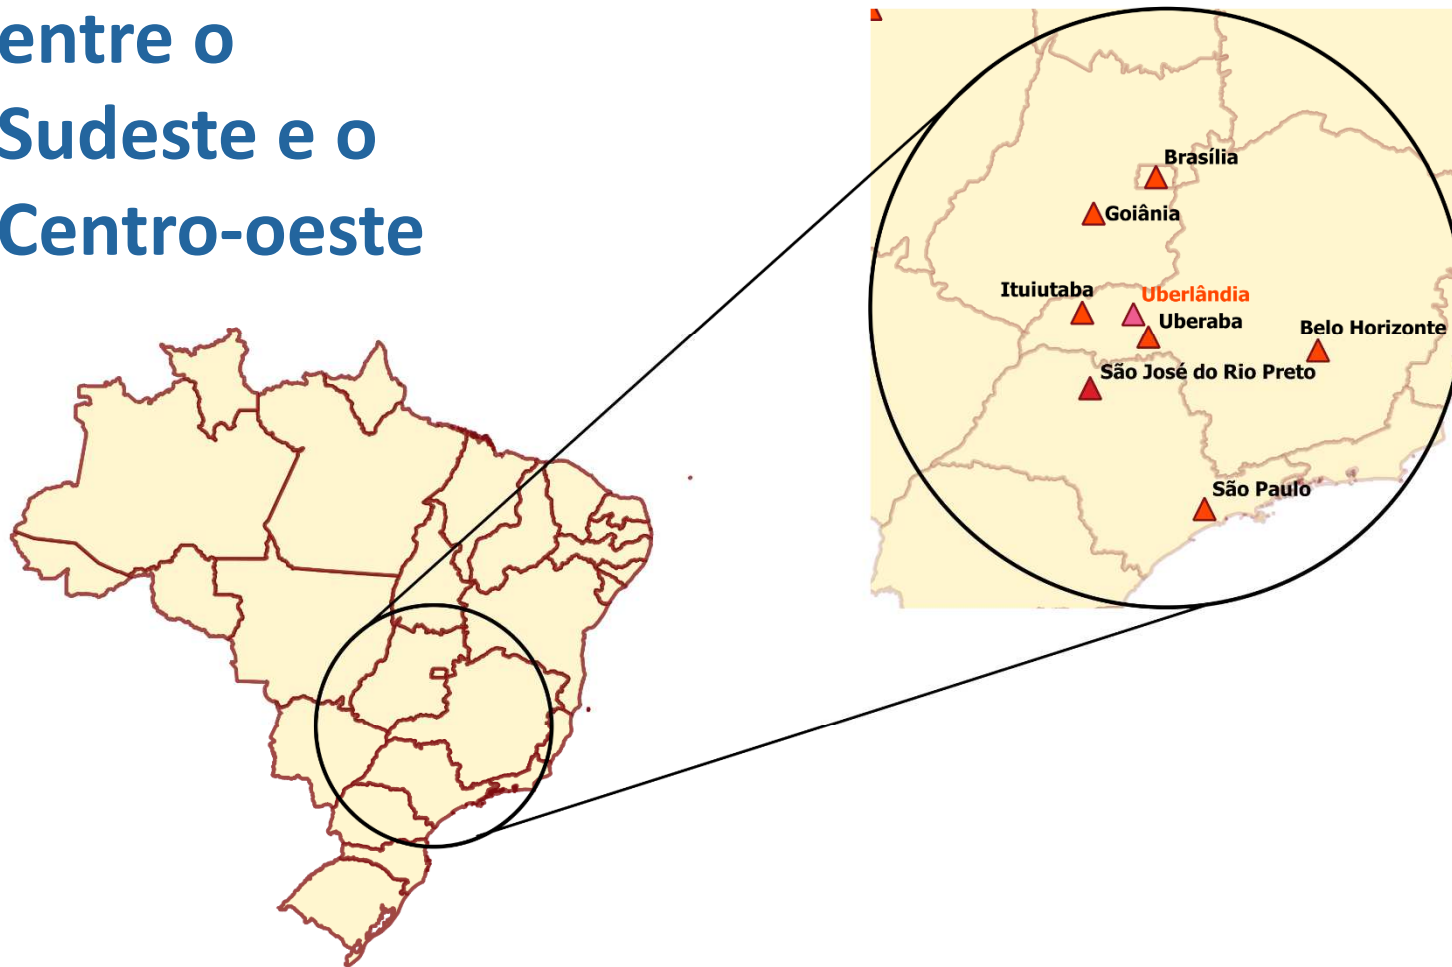 entre o
Sudeste e o
Centro-oeste
Brasília
Goiânia
Ituiutaba
Uberlândia
Uberaba
Belo Horizonte
São José do Rio Preto
São Paulo